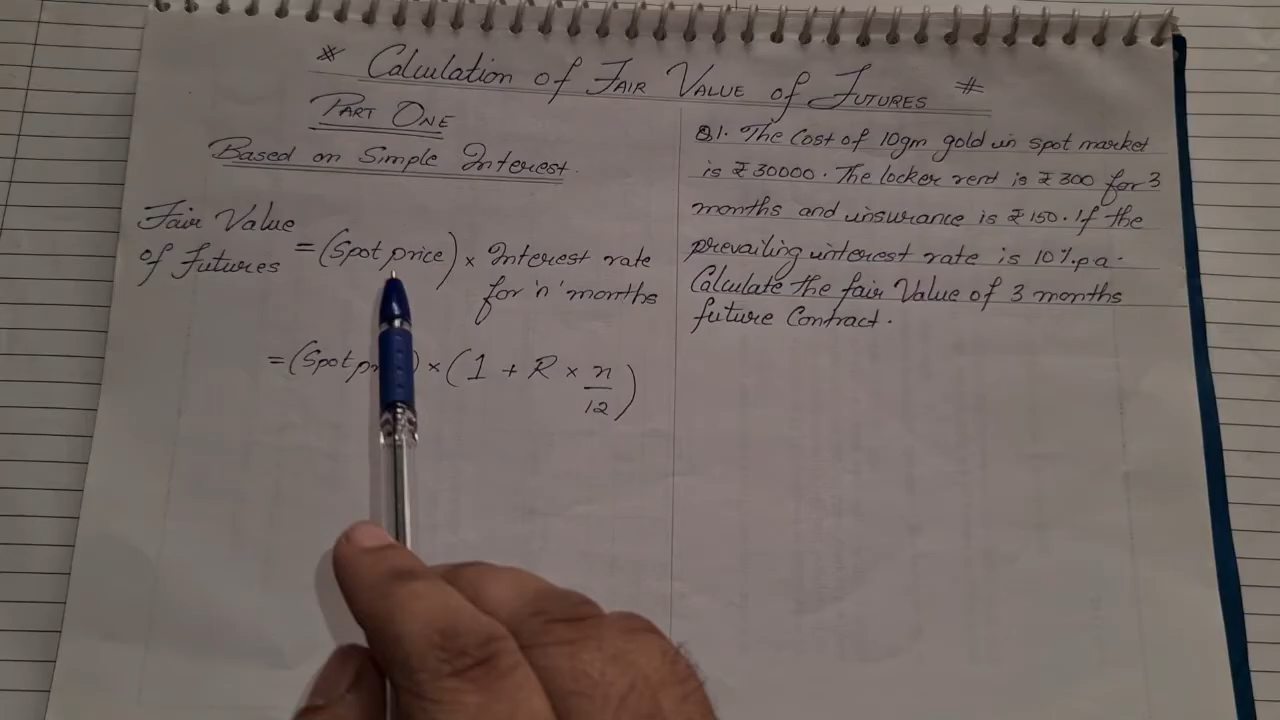 * Calculation of FAIR VALUE of FUTURES #
PART ONE
BASED on Simple Interest.
Fair Value
of Futures = (Spot price) x Interest rate
for 'n' months
= (Spot pr ) x (1 + R x n/12)
Q.1. The Cost of 10gm gold in spot market
is ₹30000. The locker rent is ₹300 for 3
months and insurance is ₹150. If the
prevailing interest rate is 10% p.a.
Calculate the fair Value of 3 months
future Contract.